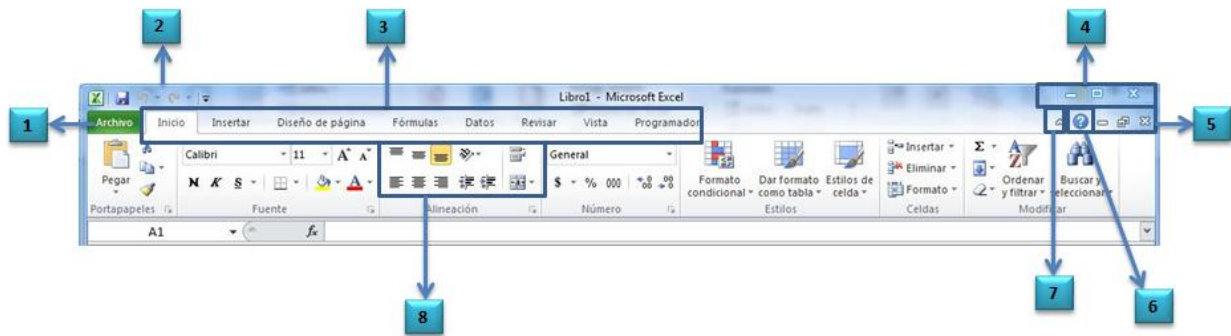 2
3
4
Libro1 - Microsoft Excel
1
Archivo Inicio Insertar Diseño de página Fórmulas Datos Revisar Vista Programador
5
Calibri 11 A A General Insertar Σ
Pegar Eliminar
N K S A $ % 000 Formato condicional Dar formato como tabla Estilos de celda Formato Ordenar y filtrar Buscar y seleccionar
Portapapeles Fuente Alineación Número Estilos Celdas Modificar
A1 fx
7
6
8